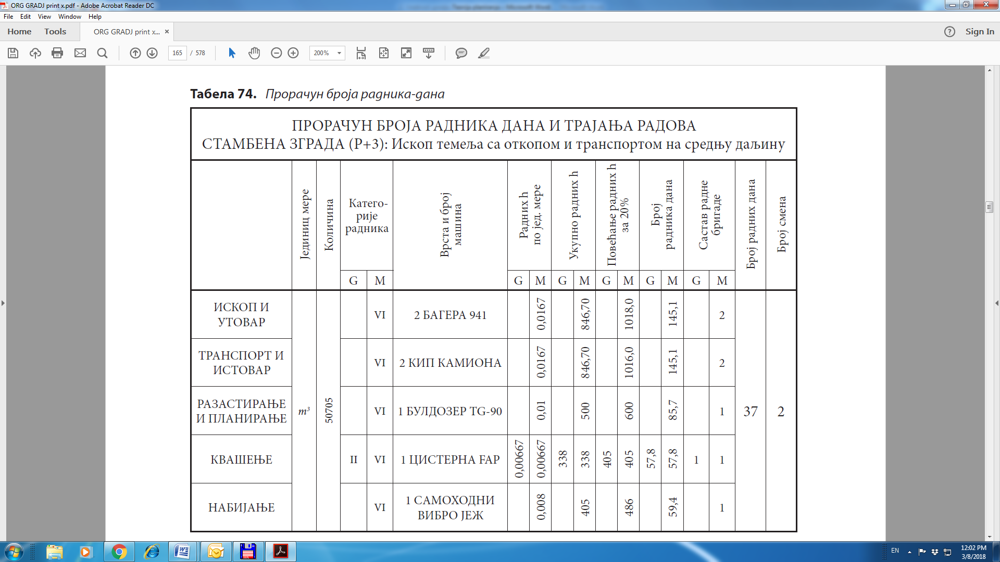 ORG GRADJ print x.pdf - Adobe Acrobat Reader DC
File Edit View Window Help
Home Tools ORG GRADJ print x... × Sign In
165 / 578 200%
Табела 74. Прорачун броја радника-дана
ПРОРАЧУН БРОЈА РАДНИКА ДАНА И ТРАЈАЊА РАДОВА
СТАМБЕНА ЗГРАДА (P+3): Ископ темеља са откопом и транспортом на средњу даљину
Јединиц мере
Количина
Катего-
рије
радника
Врста и број
машина
Радних h
по јед. мере
Укупно радних h
Повећање радних h
за 20%
Број
радника дана
Састав радне
бригаде
Број радних дана
Број смена
G M G M G M G M G M G M
ИСКОП И
УТОВАР
VI 2 БАГЕРА 941 0,0167 846,70 1018,0 145,1 2
ТРАНСПОРТ И
ИСТОВАР
VI 2 КИП КАМИОНА 0,0167 846,70 1016,0 145,1 2
РАЗАСТИРАЊЕ
И ПЛАНИРАЊЕ
m³ 50705 VI 1 БУЛДОЗЕР TG-90 0,01 500 600 85,7 1 37 2
КВАШЕЊЕ II VI 1 ЦИСТЕРНА FAP 0,00667 0,00667 338 338 405 405 57,8 57,8 1 1
НАБИЈАЊЕ VI 1 САМОХОДНИ
ВИБРО ЈЕЖ
0,008 405 486 59,4 1
EN 12:02 PM
3/8/2018